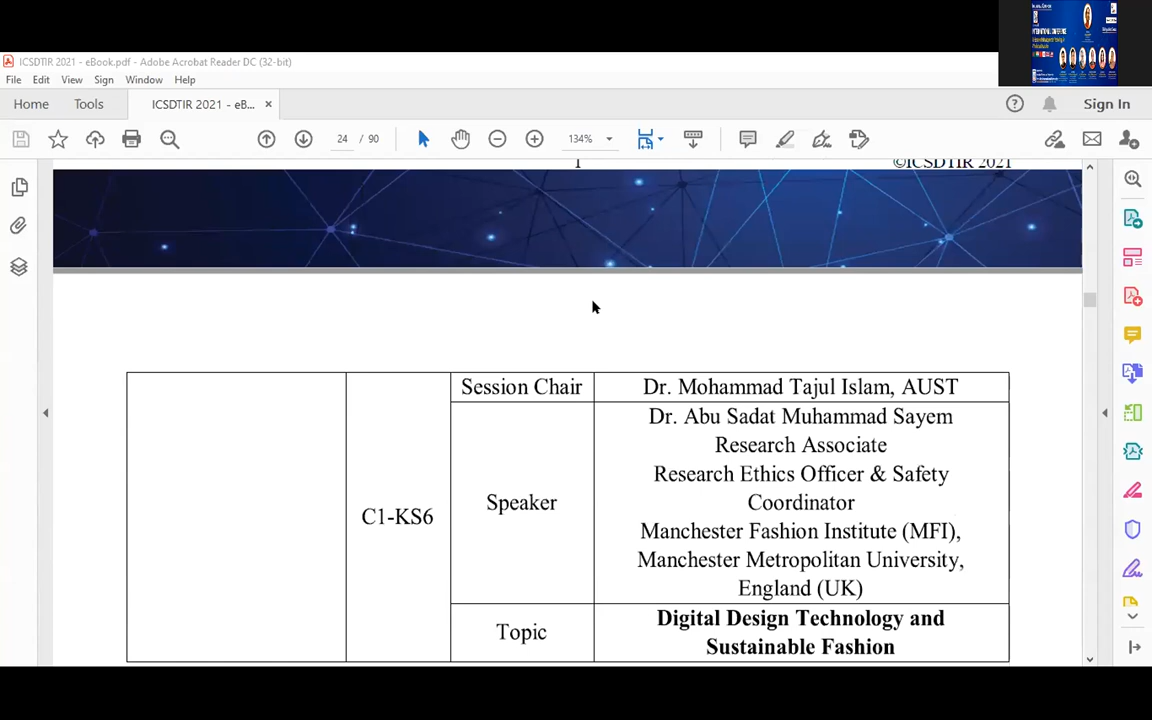 ICSDTIR 2021 - eBook.pdf - Adobe Acrobat Reader DC (32-bit)
File Edit View Sign Window Help
Home Tools ICSDTIR 2021 - eB... × Sign In
24 / 90 134%
1 ©ICSDTIR 2021
Session Chair Dr. Mohammad Tajul Islam, AUST
C1-KS6
Speaker
Dr. Abu Sadat Muhammad Sayem
Research Associate
Research Ethics Officer & Safety
Coordinator
Manchester Fashion Institute (MFI),
Manchester Metropolitan University,
England (UK)
Topic
Digital Design Technology and
Sustainable Fashion